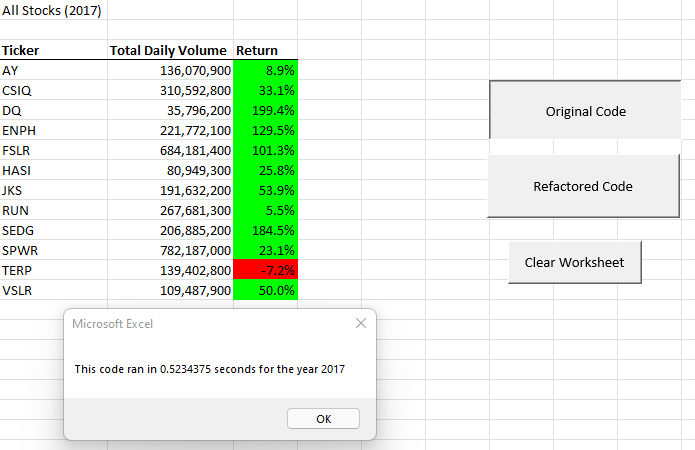 All Stocks (2017)
Ticker Total Daily Volume Return
AY 136,070,900 8.9%
CSIQ 310,592,800 33.1%
DQ 35,796,200 199.4%
ENPH 221,772,100 129.5%
FSLR 684,181,400 101.3%
HASI 80,949,300 25.8%
JKS 191,632,200 53.9%
RUN 267,681,300 5.5%
SEDG 206,885,200 184.5%
SPWR 782,187,000 23.1%
TERP 139,402,800 -7.2%
VSLR 109,487,900 50.0%
Original Code
Refactored Code
Clear Worksheet
Microsoft Excel
This code ran in 0.5234375 seconds for the year 2017
OK